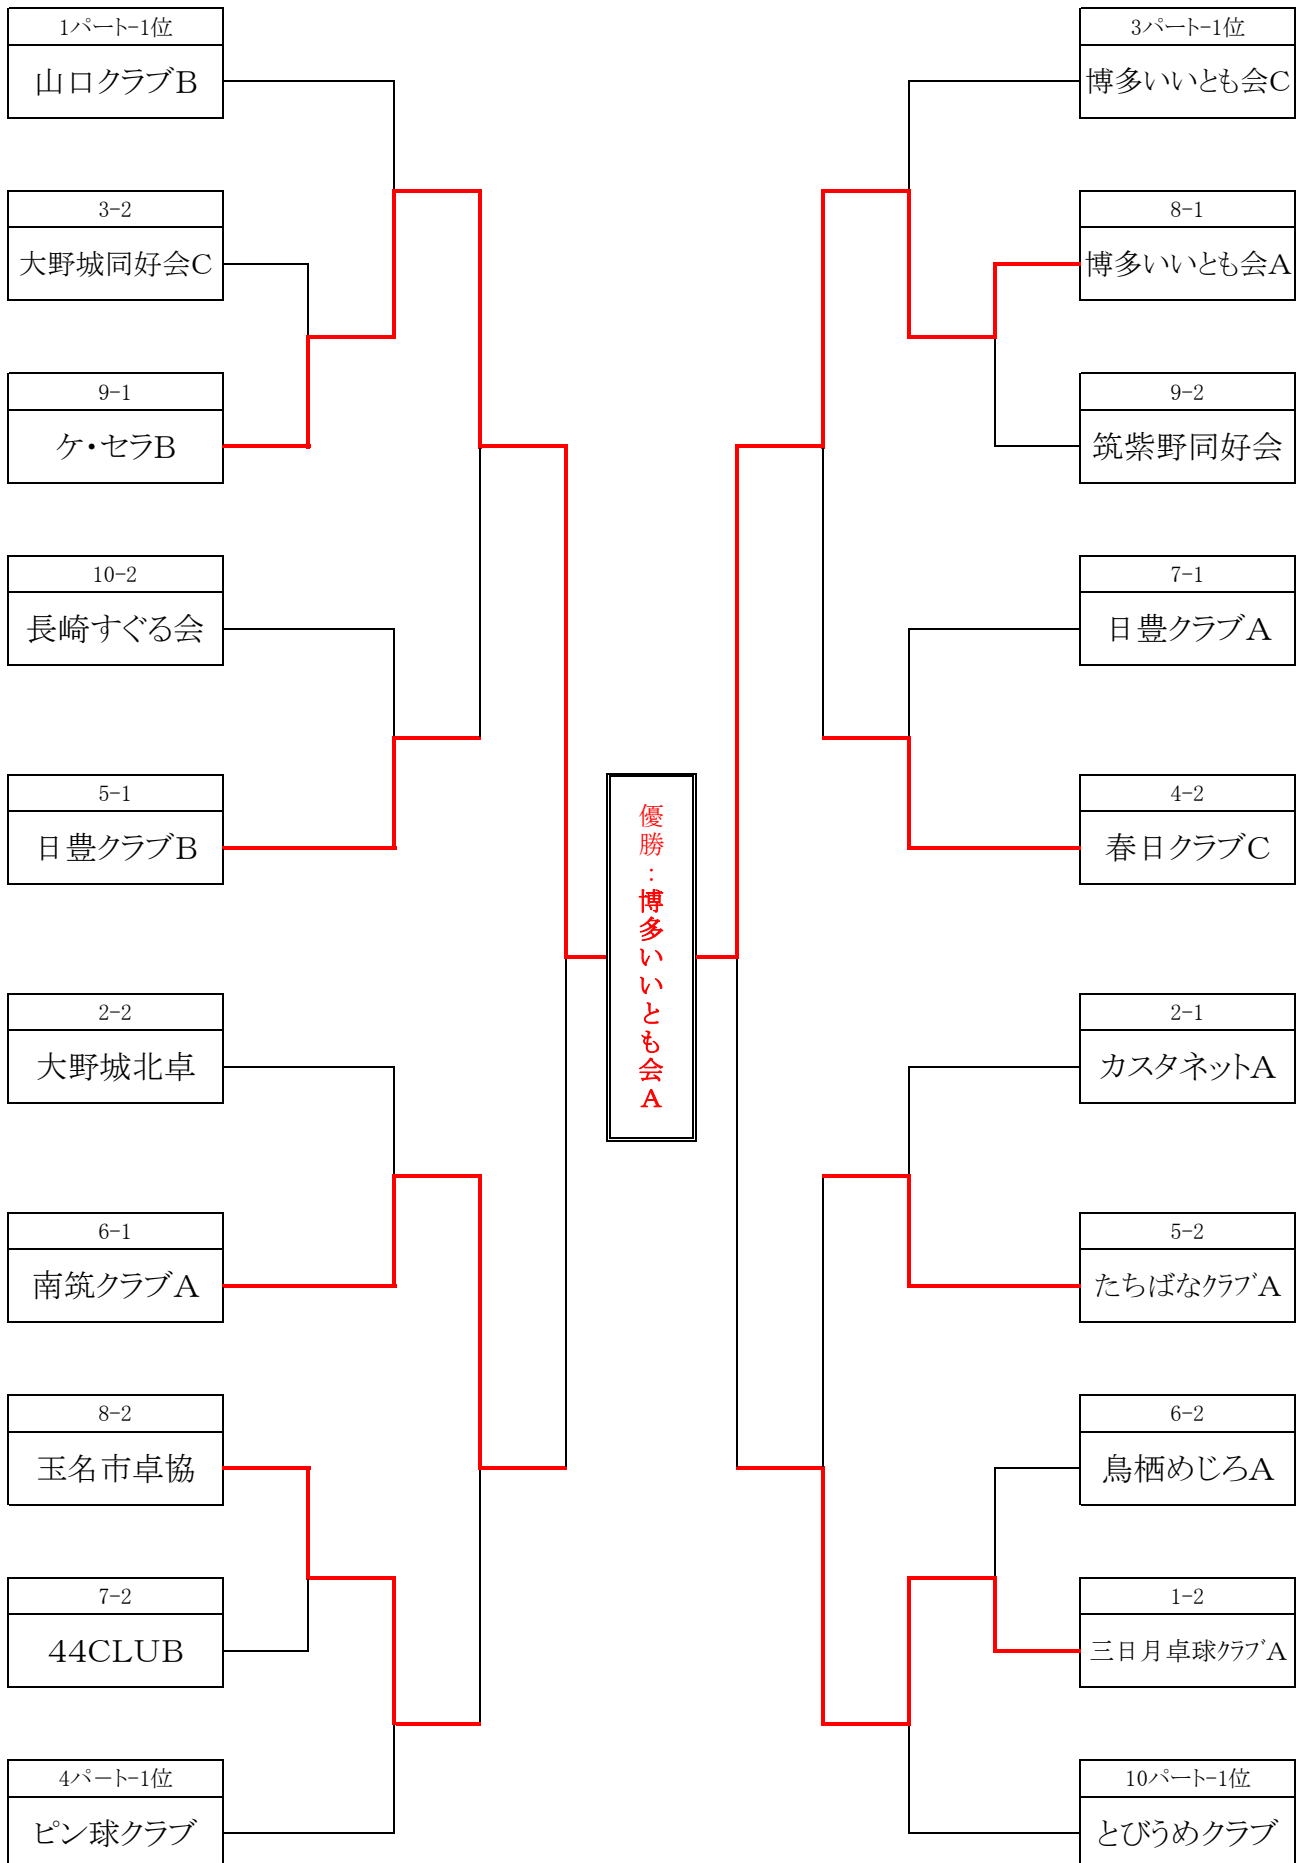 1パート-1位
山口クラブB
3-2
大野城同好会C
9-1
ケ・セラB
10-2
長崎すぐる会
5-1
日豊クラブB
2-2
大野城北卓
6-1
南筑クラブA
8-2
玉名市卓協
7-2
44CLUB
4パート-1位
ピン球クラブ
優勝：博多いいとも会A
3パート-1位
博多いいとも会C
8-1
博多いいとも会A
9-2
筑紫野同好会
7-1
日豊クラブA
4-2
春日クラブC
2-1
カスタネットA
5-2
たちばなクラブA
6-2
鳥栖めじろA
1-2
三日月卓球クラブA
10パート-1位
とびうめクラブ